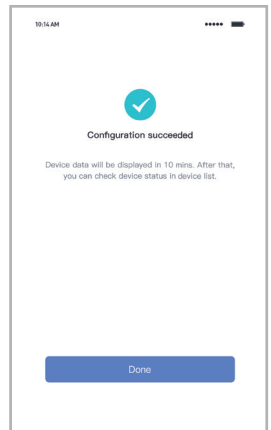 10:14 AM
Configuration succeeded
Device data will be displayed in 10 mins. After that,
you can check device status in device list.
Done